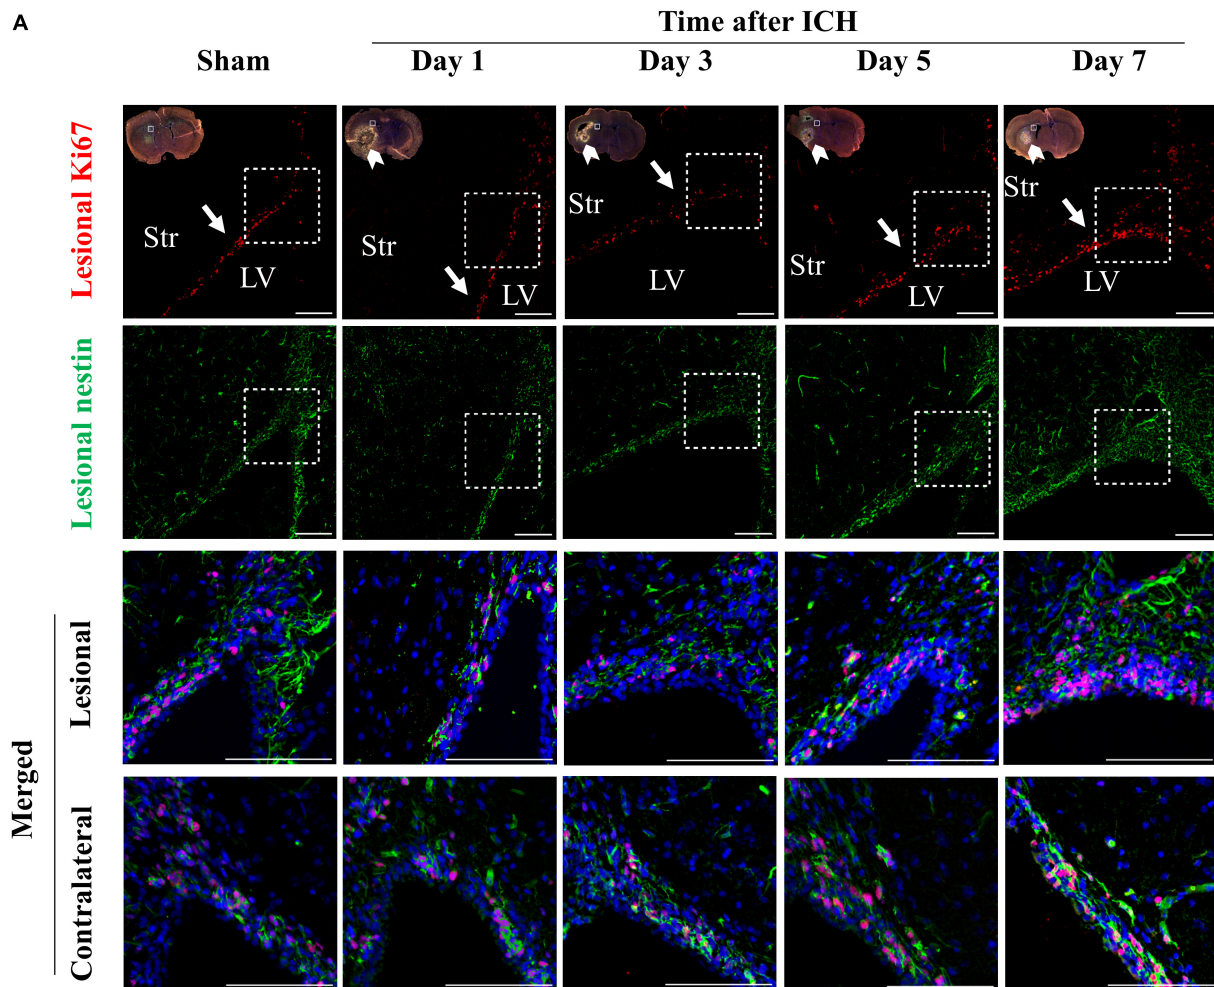 A
Time after ICH
Sham
Day 1
Day 3
Day 5
Day 7
Lesional Ki67
Str
LV
Str
LV
Str
LV
Str
LV
Str
LV
Lesional nestin
Merged
Lesional
Contralateral